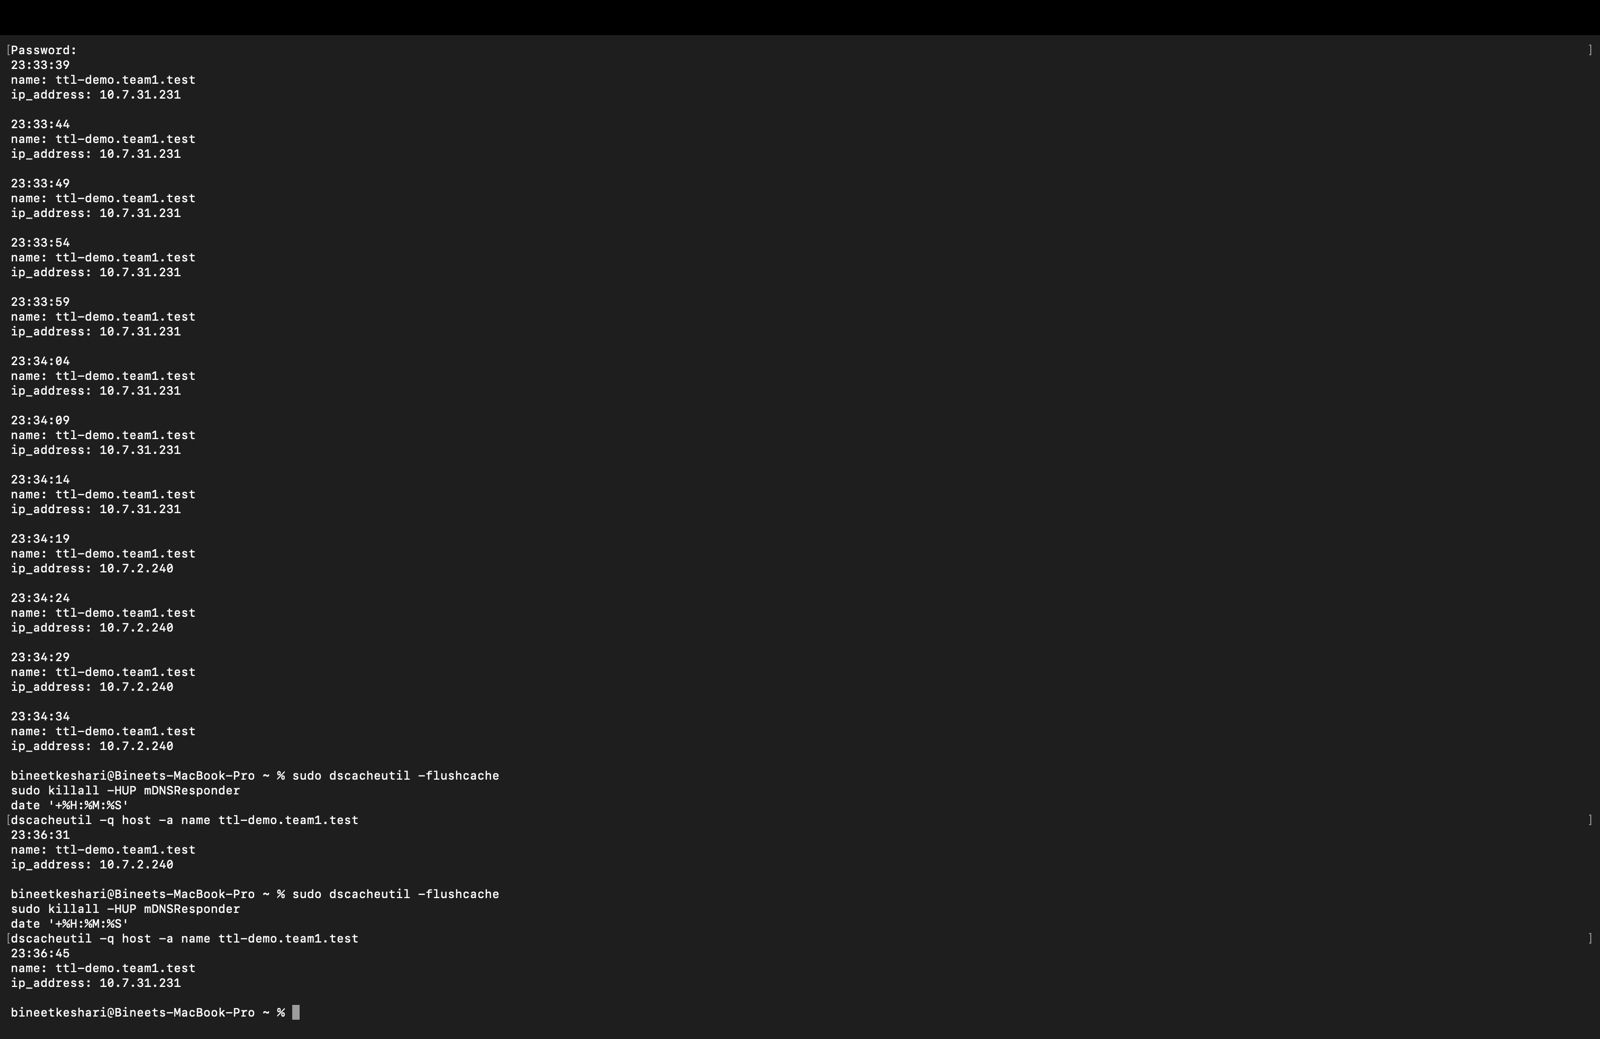 [Password: ]
23:33:39
name: ttl-demo.team1.test
ip_address: 10.7.31.231
23:33:44
name: ttl-demo.team1.test
ip_address: 10.7.31.231
23:33:49
name: ttl-demo.team1.test
ip_address: 10.7.31.231
23:33:54
name: ttl-demo.team1.test
ip_address: 10.7.31.231
23:33:59
name: ttl-demo.team1.test
ip_address: 10.7.31.231
23:34:04
name: ttl-demo.team1.test
ip_address: 10.7.31.231
23:34:09
name: ttl-demo.team1.test
ip_address: 10.7.31.231
23:34:14
name: ttl-demo.team1.test
ip_address: 10.7.31.231
23:34:19
name: ttl-demo.team1.test
ip_address: 10.7.2.240
23:34:24
name: ttl-demo.team1.test
ip_address: 10.7.2.240
23:34:29
name: ttl-demo.team1.test
ip_address: 10.7.2.240
23:34:34
name: ttl-demo.team1.test
ip_address: 10.7.2.240
bineetkeshari@Bineets-MacBook-Pro ~ % sudo dscacheutil -flushcache
sudo killall -HUP mDNSResponder
date '+%H:%M:%S'
[dscacheutil -q host -a name ttl-demo.team1.test ]
23:36:31
name: ttl-demo.team1.test
ip_address: 10.7.2.240
bineetkeshari@Bineets-MacBook-Pro ~ % sudo dscacheutil -flushcache
sudo killall -HUP mDNSResponder
date '+%H:%M:%S'
[dscacheutil -q host -a name ttl-demo.team1.test ]
23:36:45
name: ttl-demo.team1.test
ip_address: 10.7.31.231
bineetkeshari@Bineets-MacBook-Pro ~ %